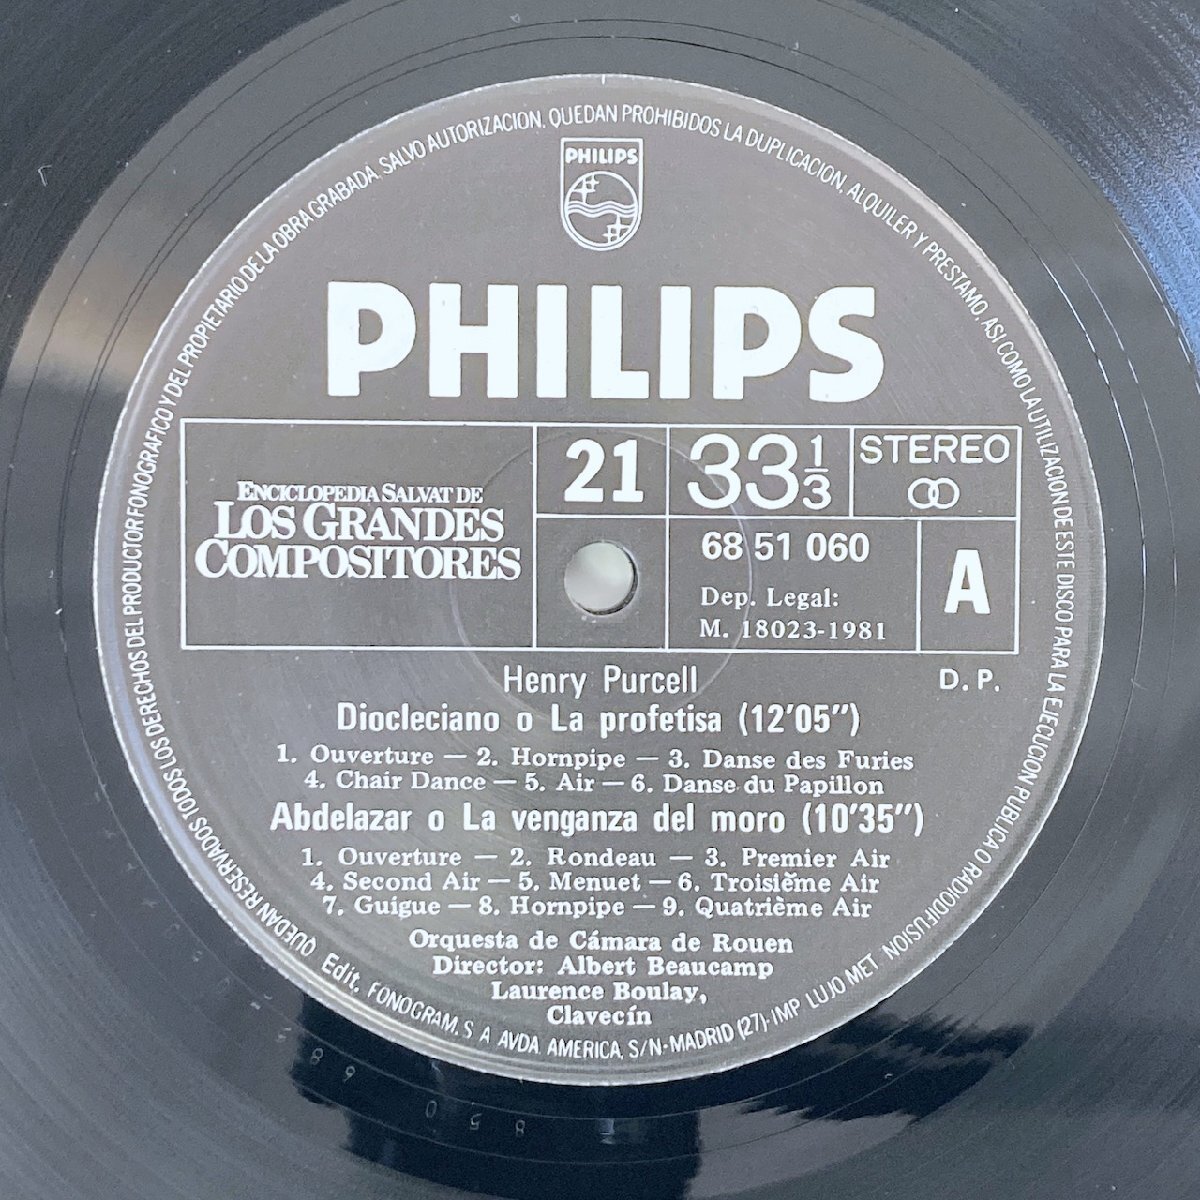 QUEDAN RESERVADOS TODOS LOS DERECHOS DEL PRODUCTOR FONOGRAFICO Y DEL PROPIETARIO DE LA OBRA GRABADA. SALVO AUTORIZACION, QUEDAN PROHIBIDOS LA DUPLICACION, ALQUILER Y PRESTAMO, ASI COMO LA UTILIZACION DE ESTE DISCO PARA LA EJECUCION PUBLICA O RADIODIFUSION
PHILIPS
PHILIPS
ENCICLOPEDIA SALVAT DE
LOS GRANDES
COMPOSITORES
21
33 1/3
STEREO
68 51 060
Dep. Legal:
M. 18023-1981
A
D. P.
Henry Purcell
Diocleciano o La profetisa (12'05")
1. Ouverture — 2. Hornpipe — 3. Danse des Furies
4. Chair Dance — 5. Air — 6. Danse du Papillon
Abdelazar o La venganza del moro (10'35")
1. Ouverture — 2. Rondeau — 3. Premier Air
4. Second Air — 5. Menuet — 6. Troisième Air
7. Guigue — 8. Hornpipe — 9. Quatrième Air
Orquesta de Cámara de Rouen
Director: Albert Beaucamp
Laurence Boulay,
Clavecín
Edit. FONOGRAM, S A AVDA. AMERICA, S/N-MADRID (27)-IMP LUJO MET